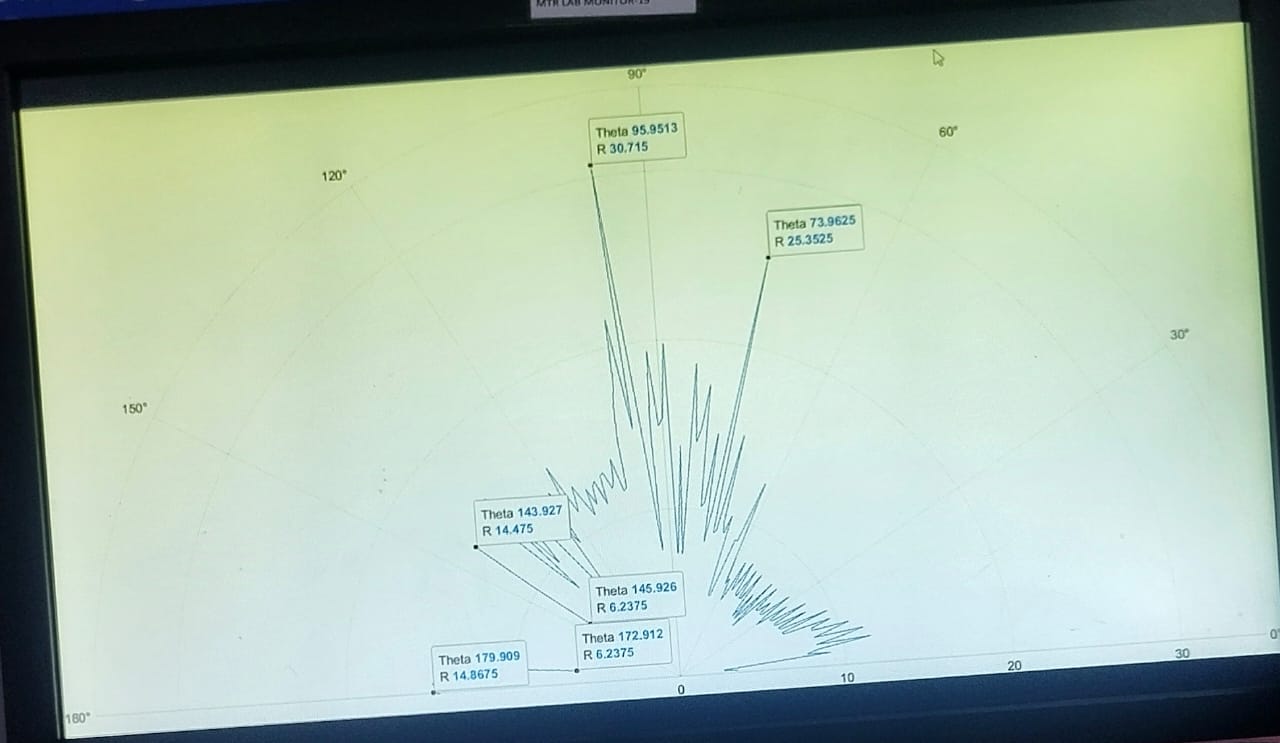 MTR LAB MONITOR-15
90°
Theta 95.9513
R 30.715
60°
120°
Theta 73.9625
R 25.3525
30°
150°
Theta 143.927
R 14.475
Theta 145.926
R 6.2375
Theta 172.912
R 6.2375
Theta 179.909
R 14.8675
0°
30
20
10
0
180°